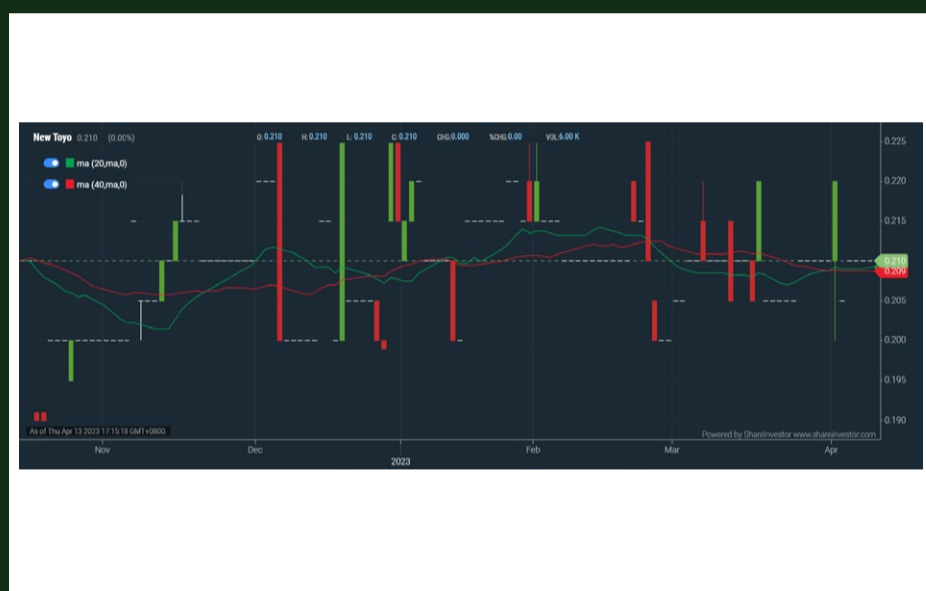 New Toyo 0.210 (0.00%) O: 0.210 H: 0.210 L: 0.210 C: 0.210 CHG:0.000 %CHG:0.00 VOL:6.00 K
ma (20,ma,0)
ma (40,ma,0)
0.225
0.220
0.215
0.210
0.209
0.205
0.200
0.195
0.190
As of Thu Apr 13 2023 17:15:18 GMT+0800.
Powered by ShareInvestor www.shareinvestor.com
Nov Dec Feb Mar Apr
2023